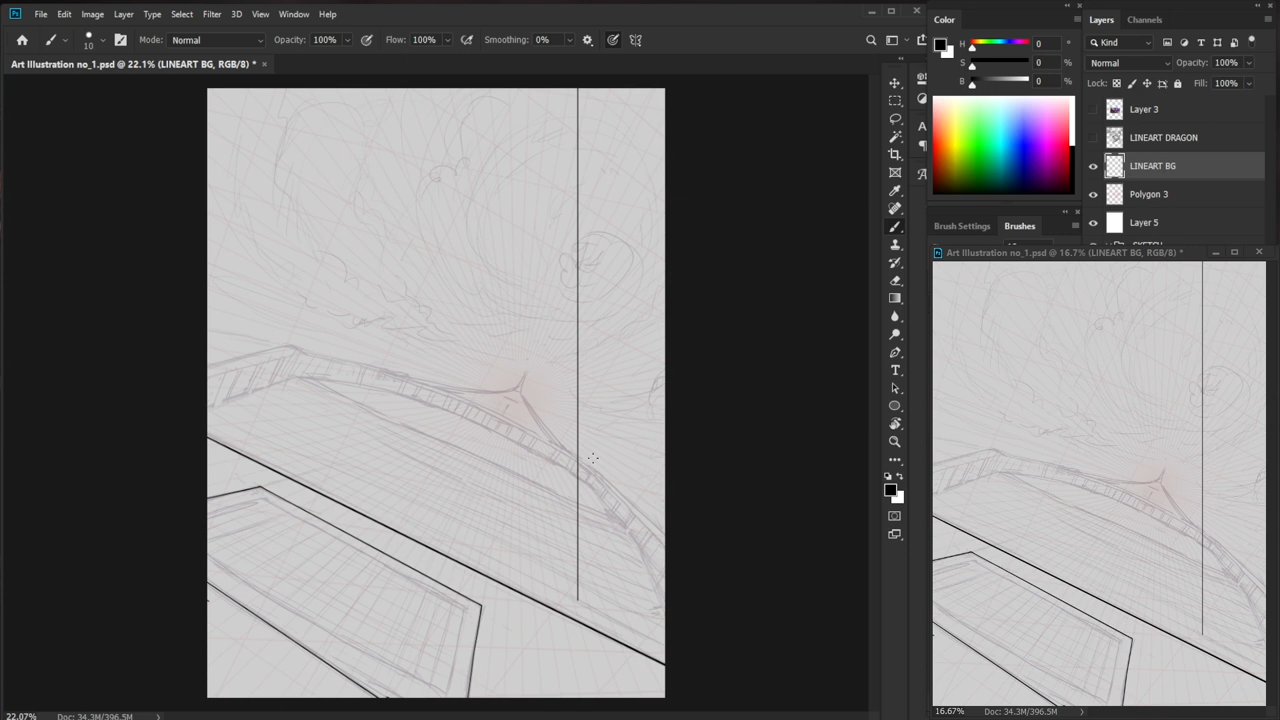 Ps File Edit Image Layer Type Select Filter 3D View Window Help
10 Mode: Normal Opacity: 100% Flow: 100% Smoothing: 0%
Art Illustration no_1.psd @ 22.1% (LINEART BG, RGB/8) * ×
22.07% Doc: 34.3M/396.5M
Color
H 0 °
S 0 %
B 0 %
Brush Settings Brushes
Layers Channels
Kind
Normal Opacity: 100%
Lock: Fill: 100%
Layer 3
LINEART DRAGON
LINEART BG
Polygon 3
Layer 5
Art Illustration no_1.psd @ 16.7% (LINEART BG, RGB/8) *
16.67% Doc: 34.3M/396.5M